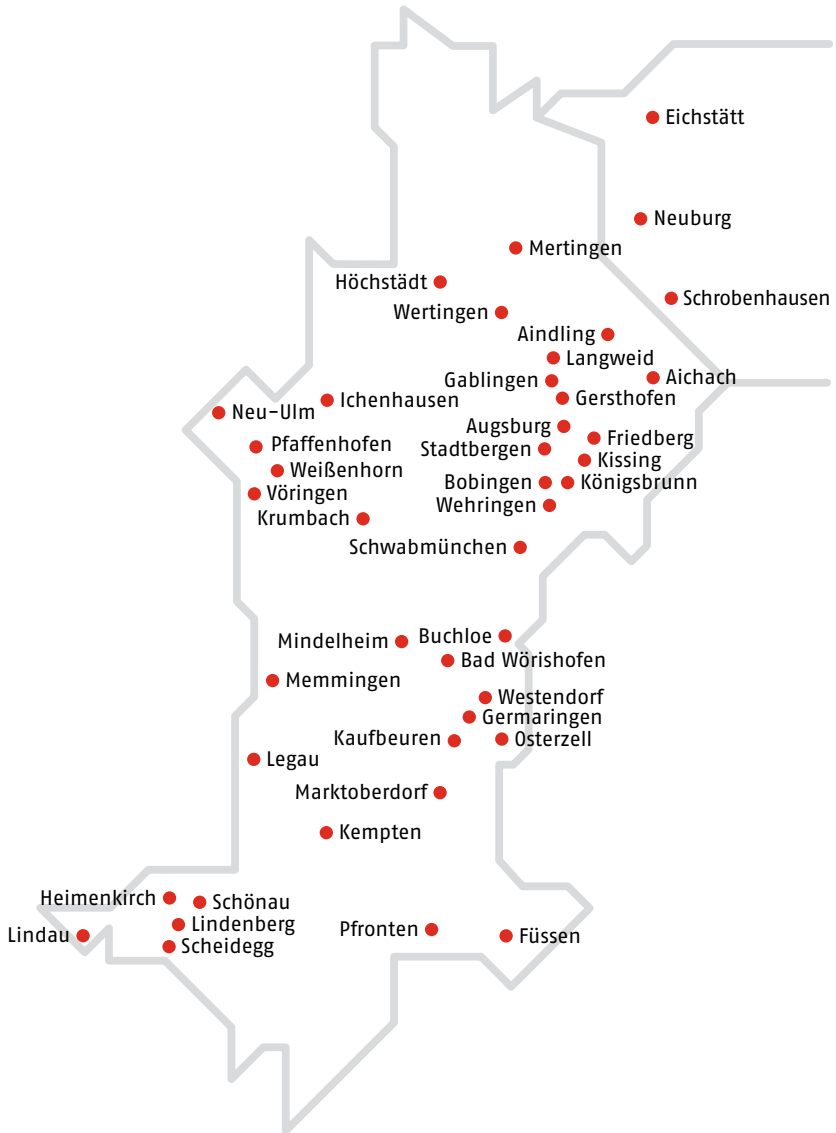 Eichstätt
Neuburg
Mertingen
Höchstädt
Schrobenhausen
Wertingen
Aindling
Langweid
Gablingen
Aichach
Gersthofen
Ichenhausen
Neu-Ulm
Augsburg
Friedberg
Pfaffenhofen
Stadtbergen
Kissing
Weißenhorn
Bobingen
Königsbrunn
Vöringen
Wehringen
Krumbach
Schwabmünchen
Buchloe
Mindelheim
Bad Wörishofen
Memmingen
Westendorf
Germaringen
Kaufbeuren
Osterzell
Legau
Marktoberdorf
Kempten
Heimenkirch
Schönau
Lindenberg
Pfronten
Lindau
Füssen
Scheidegg